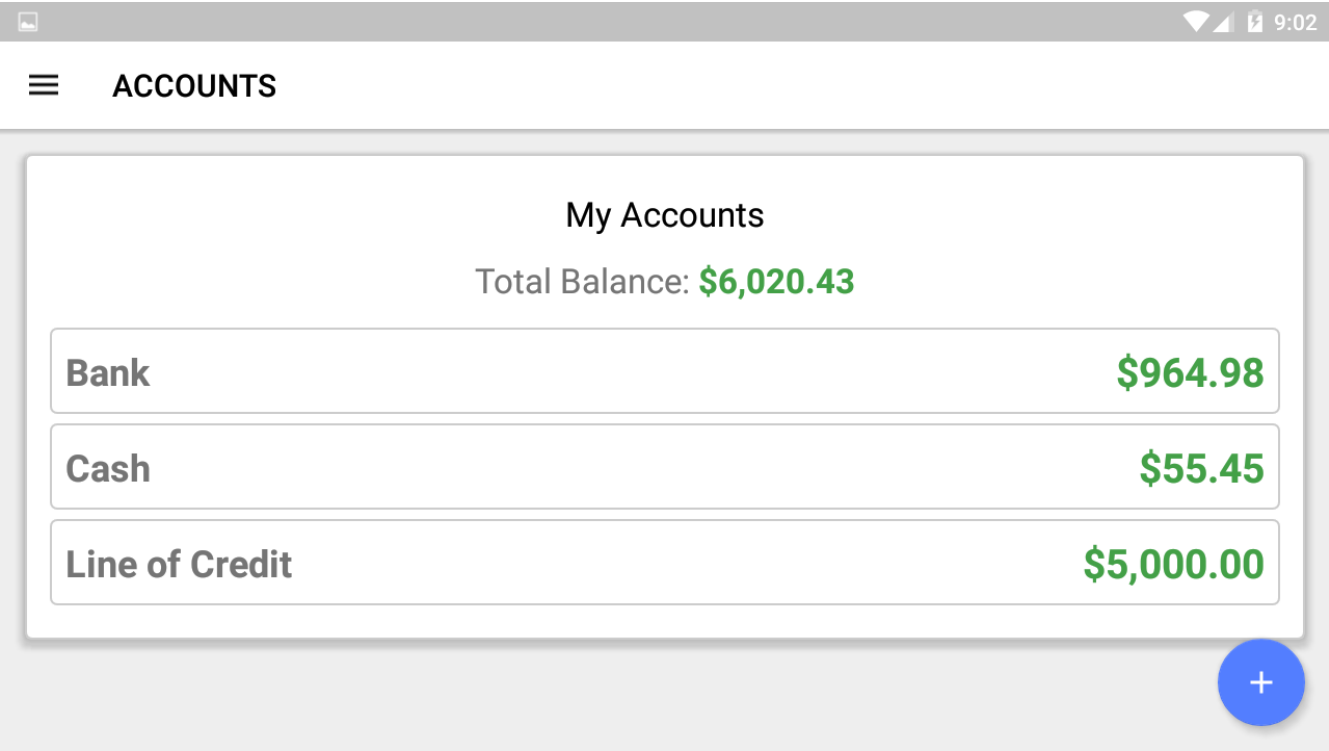 9:02
ACCOUNTS
My Accounts
Total Balance: $6,020.43
Bank $964.98
Cash $55.45
Line of Credit $5,000.00
+